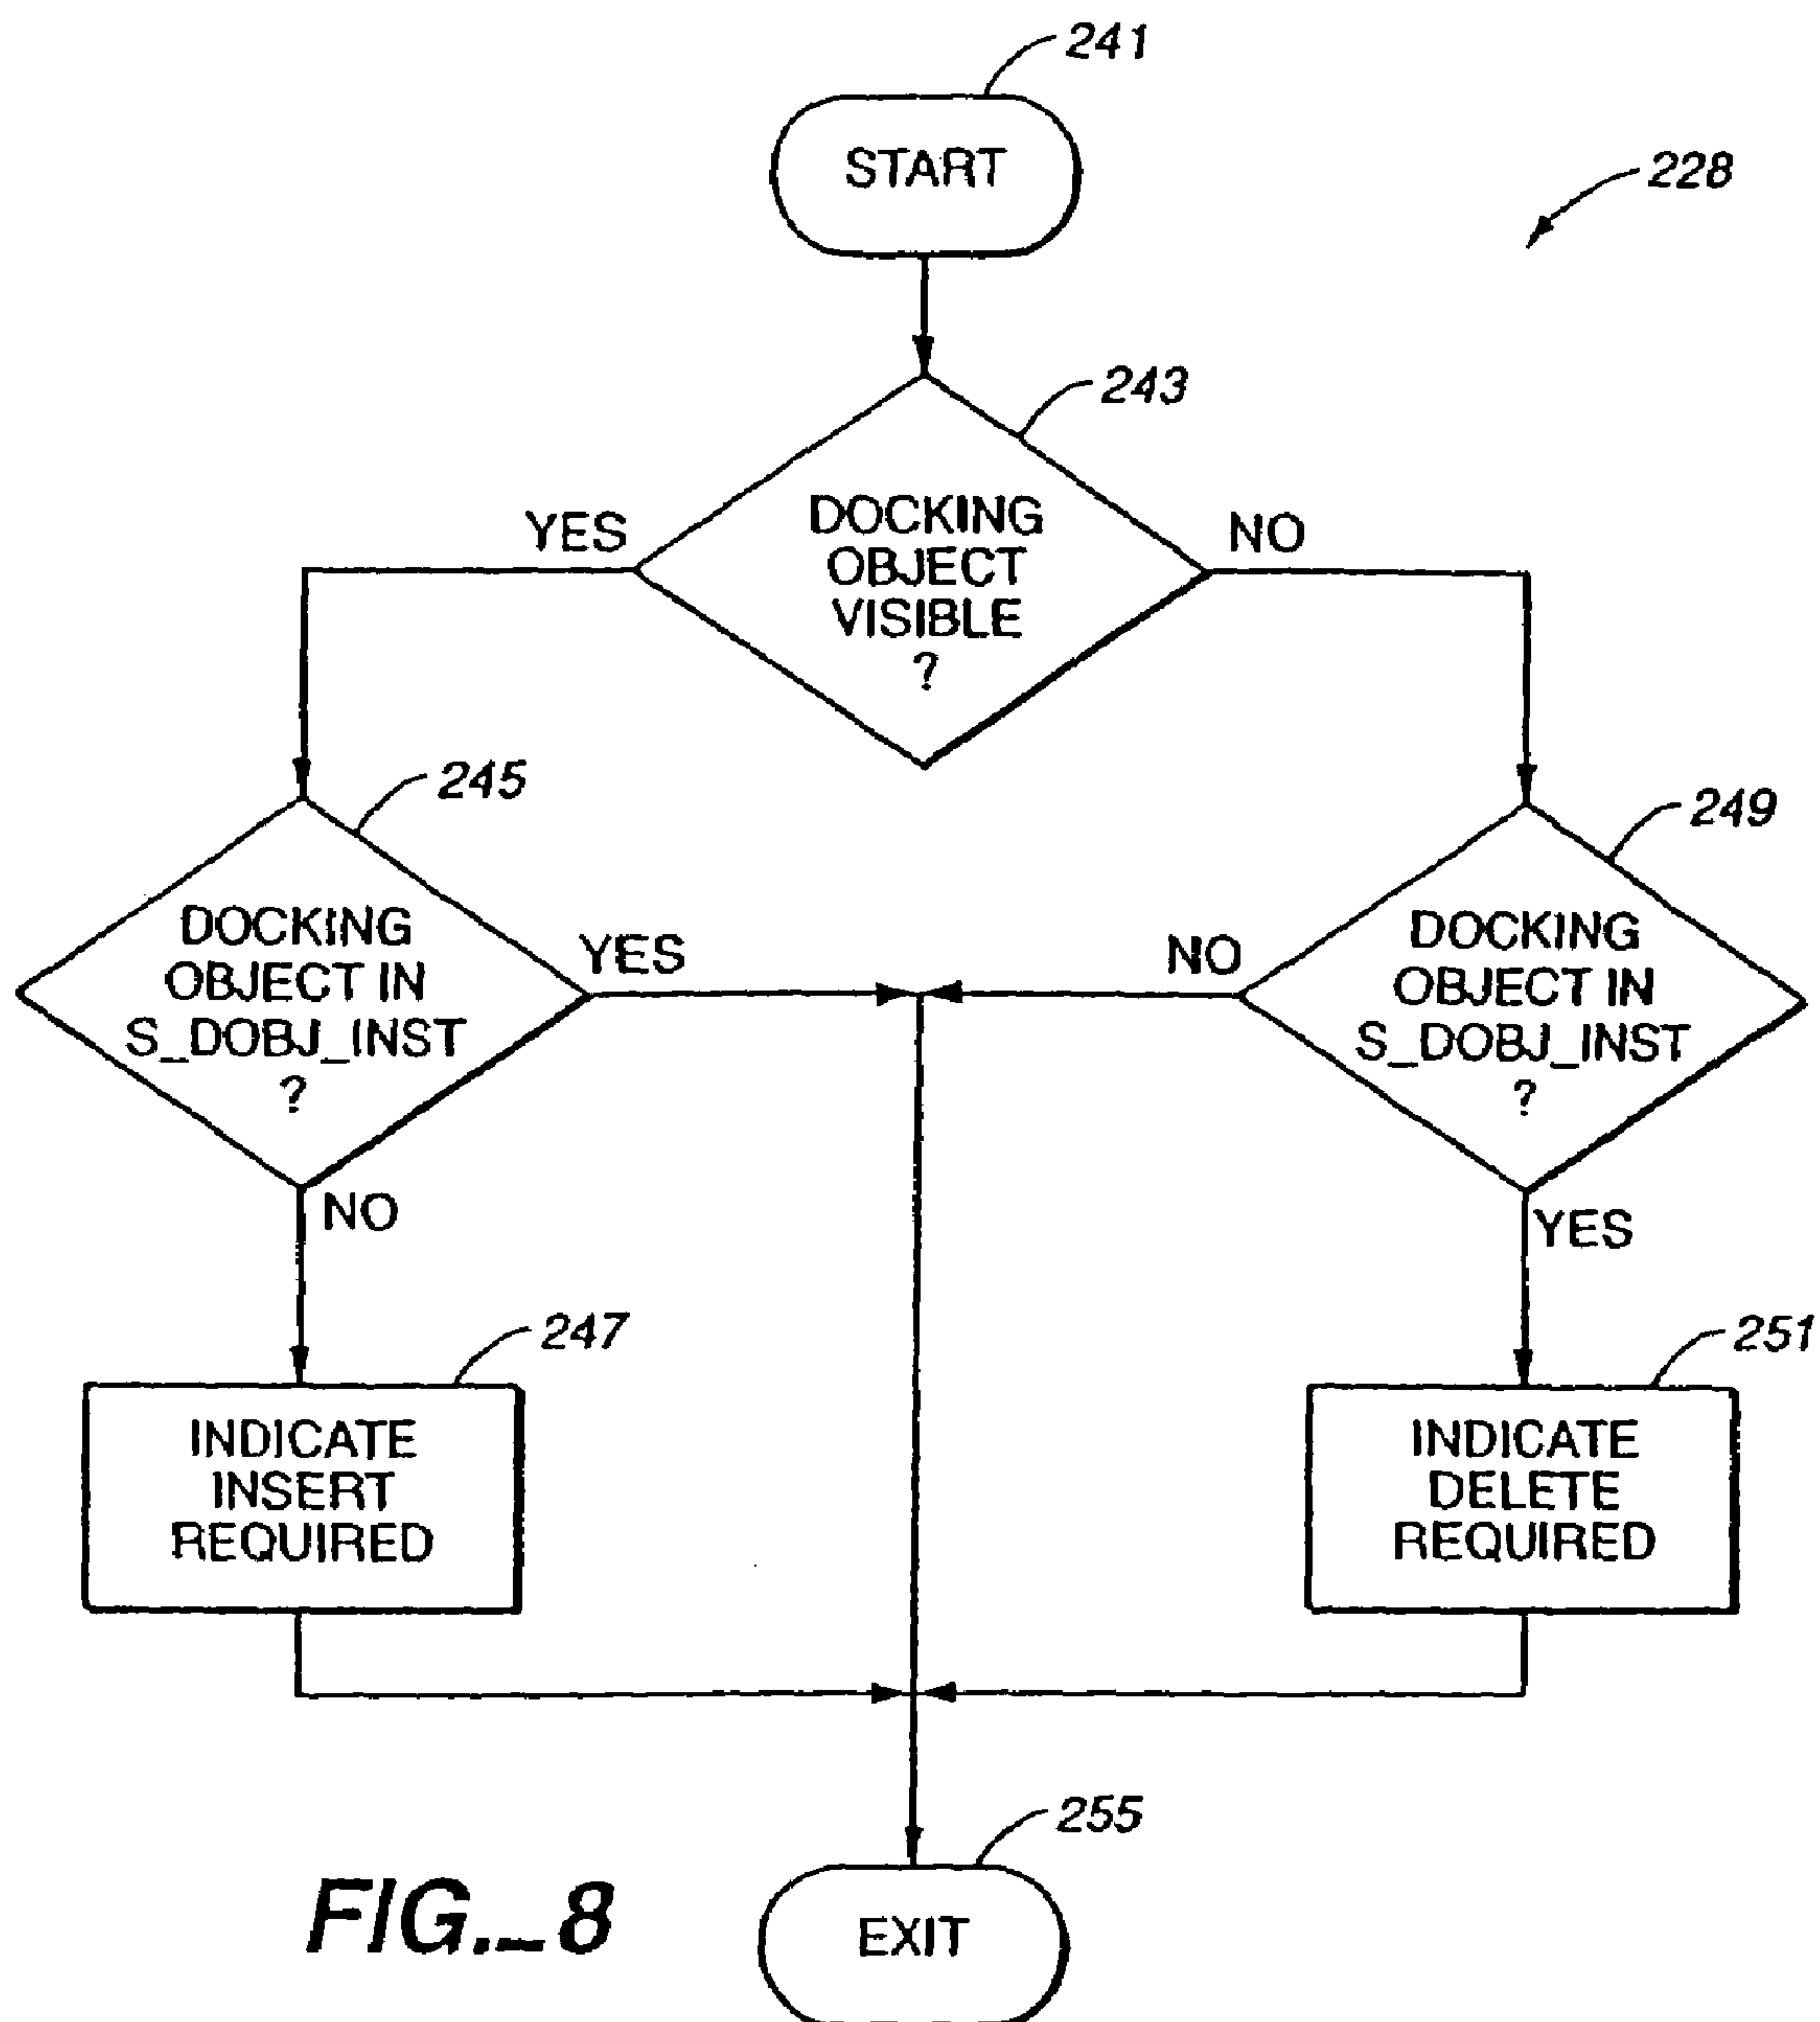 241
START
228
243
DOCKING
OBJECT
VISIBLE
?
YES
NO
245
DOCKING
OBJECT IN
S_DOBJ_INST
?
YES
NO
249
DOCKING
OBJECT IN
S_DOBJ_INST
?
NO
YES
247
INDICATE
INSERT
REQUIRED
251
INDICATE
DELETE
REQUIRED
255
EXIT
FIG._8